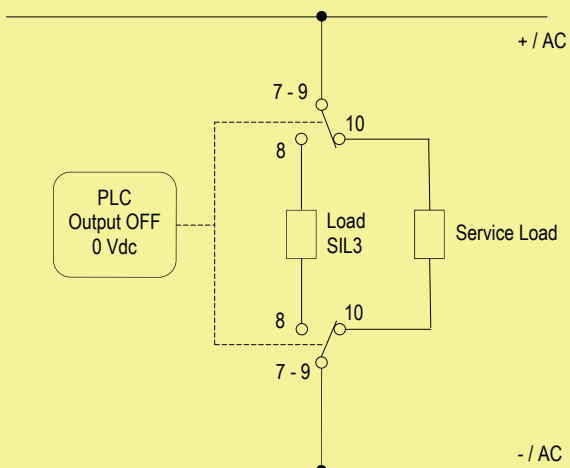 + / AC
7 - 9
10
8
PLC
Output OFF
0 Vdc
Load
SIL3
Service Load
8
10
7 - 9
- / AC